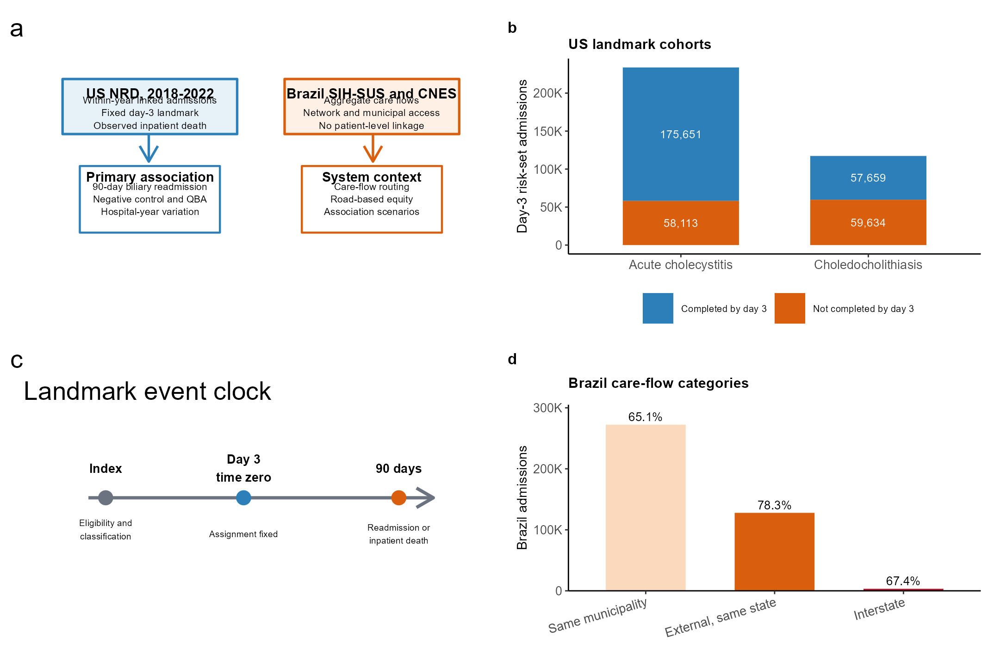 a
US NRD, 2018-2022
Within-year linked admissions
Fixed day-3 landmark
Observed inpatient death
Brazil SIH-SUS and CNES
Aggregate care flows
Network and municipal access
No patient-level linkage
Primary association
90-day biliary readmission
Negative control and QBA
Hospital-year variation
System context
Care-flow routing
Road-based equity
Association scenarios
b
US landmark cohorts
Day-3 risk-set admissions
200K
150K
100K
50K
0
175,651
58,113
57,659
59,634
Acute cholecystitis
Choledocholithiasis
Completed by day 3
Not completed by day 3
c
Landmark event clock
Index
Day 3
time zero
90 days
Eligibility and
classification
Assignment fixed
Readmission or
inpatient death
d
Brazil care-flow categories
Brazil admissions
300K
200K
100K
0
65.1%
78.3%
67.4%
Same municipality
External, same state
Interstate